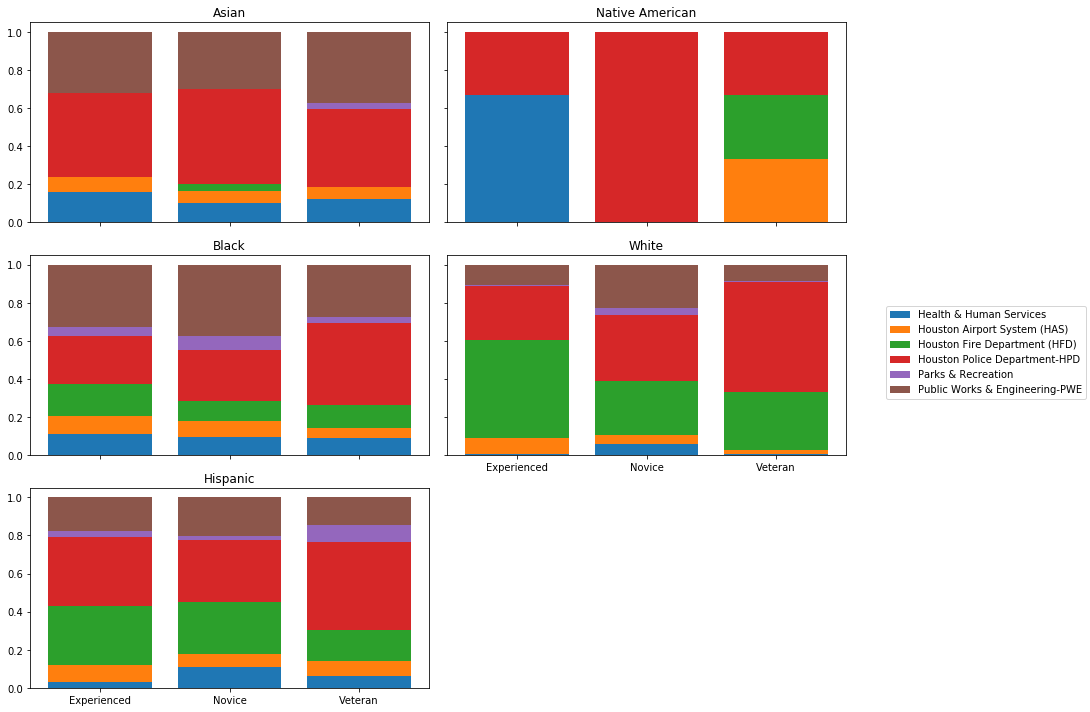 Asian
Native American
1.0
0.8
0.6
0.4
0.2
0.0
Black
White
1.0
0.8
0.6
0.4
0.2
0.0
Experienced Novice Veteran
Health & Human Services
Houston Airport System (HAS)
Houston Fire Department (HFD)
Houston Police Department-HPD
Parks & Recreation
Public Works & Engineering-PWE
Hispanic
1.0
0.8
0.6
0.4
0.2
0.0
Experienced Novice Veteran